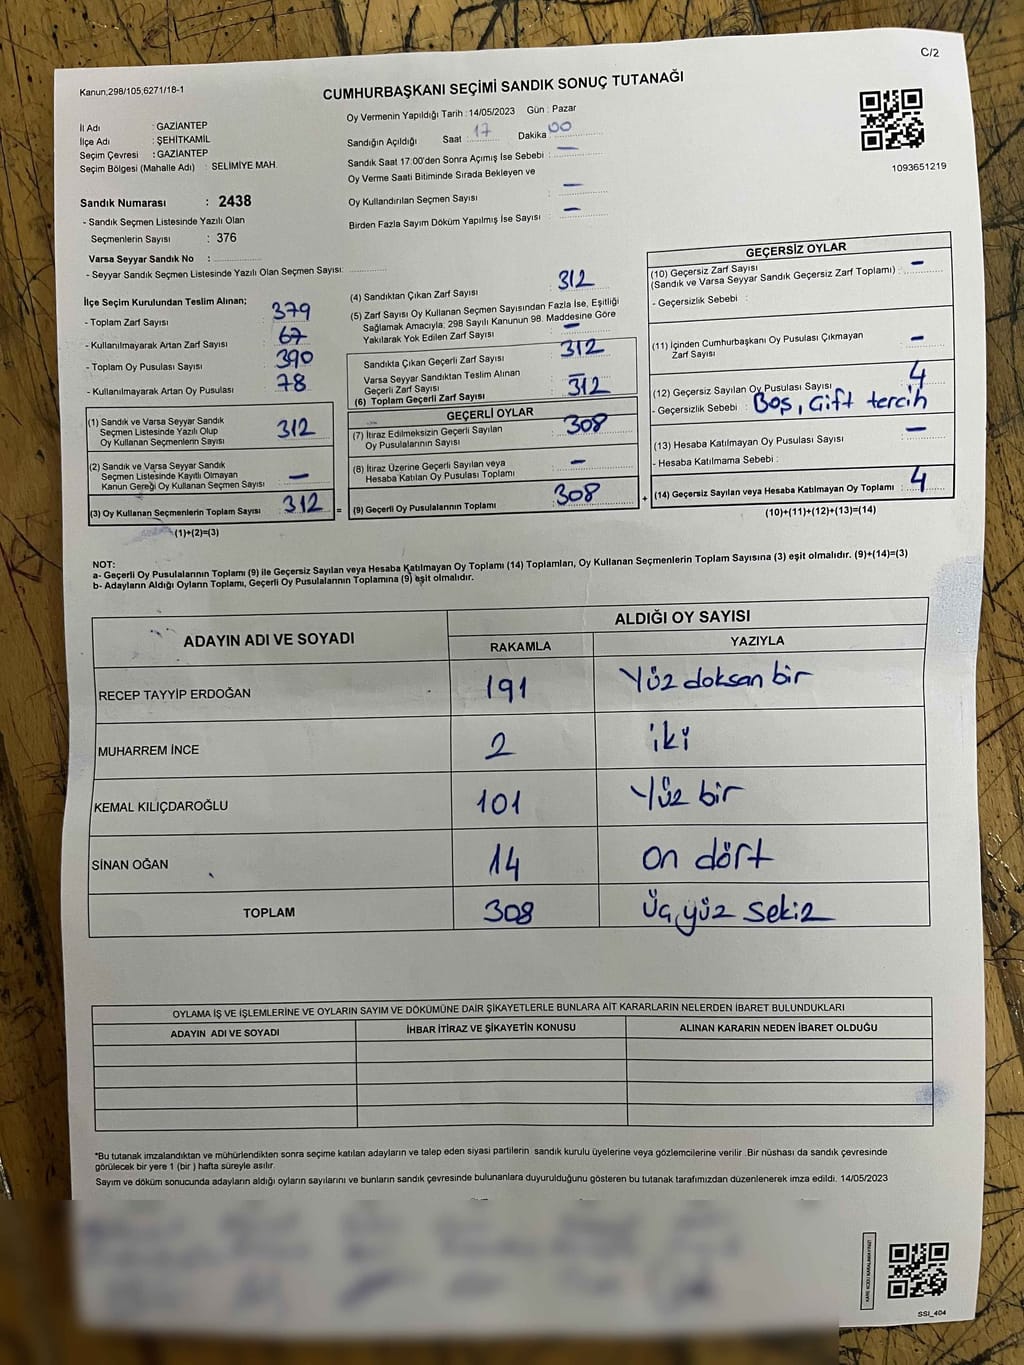 C/2
Kanun,298/105,6271/18-1
CUMHURBAŞKANI SEÇİMİ SANDIK SONUÇ TUTANAĞI
Oy Vermenin Yapıldığı Tarih :14/05/2023 Gün : Pazar
İl Adı : GAZİANTEP
İlçe Adı : ŞEHİTKAMİL
Seçim Çevresi : GAZİANTEP
Seçim Bölgesi (Mahalle Adı) : SELİMİYE MAH.
Sandığın Açıldığı Saat : 17 Dakika : 00
Sandık Saat 17.00'den Sonra Açımış İse Sebebi : —
Oy Verme Saati Bitiminde Sırada Bekleyen ve
Oy Kullandırılan Seçmen Sayısı : —
Birden Fazla Sayım Döküm Yapılmış İse Sayısı : —
1093651219
Sandık Numarası : 2438
- Sandık Seçmen Listesinde Yazılı Olan
Seçmenlerin Sayısı : 376
Varsa Seyyar Sandık No :
- Seyyar Sandık Seçmen Listesinde Yazılı Olan Seçmen Sayısı:
İlçe Seçim Kurulundan Teslim Alınan;
- Toplam Zarf Sayısı : 379
- Kullanılmayarak Artan Zarf Sayısı : 67
- Toplam Oy Pusulası Sayısı : 390
- Kullanılmayarak Artan Oy Pusulası : 78
(1) Sandık ve Varsa Seyyar Sandık
Seçmen Listesinde Yazılı Olup
Oy Kullanan Seçmenlerin Sayısı : 312
(2) Sandık ve Varsa Seyyar Sandık
Seçmen Listesinde Kayıtlı Olmayan
Kanun Gereği Oy Kullanan Seçmen Sayısı : —
(3) Oy Kullanan Seçmenlerin Toplam Sayısı : 312 =
(1)+(2)=(3)
(4) Sandıktan Çıkan Zarf Sayısı : 312
(5) Zarf Sayısı Oy Kullanan Seçmen Sayısından Fazla İse, Eşitliği
Sağlamak Amacıyla; 298 Sayılı Kanunun 98. Maddesine Göre
Yakılarak Yok Edilen Zarf Sayısı : —
Sandıkta Çıkan Geçerli Zarf Sayısı : 312
Varsa Seyyar Sandıktan Teslim Alınan
Geçerli Zarf Sayısı : —
(6) Toplam Geçerli Zarf Sayısı : 312
GEÇERLİ OYLAR
(7) İtiraz Edilmeksizin Geçerli Sayılan
Oy Pusulalarının Sayısı : 308
(8) İtiraz Üzerine Geçerli Sayılan veya
Hesaba Katılan Oy Pusulası Toplamı : —
(9) Geçerli Oy Pusulalarının Toplamı : 308 +
GEÇERSİZ OYLAR
(10) Geçersiz Zarf Sayısı
(Sandık ve Varsa Seyyar Sandık Geçersiz Zarf Toplamı) : —
- Geçersizlik Sebebi :
(11) İçinden Cumhurbaşkanı Oy Pusulası Çıkmayan
Zarf Sayısı : —
(12) Geçersiz Sayılan Oy Pusulası Sayısı : 4
- Geçersizlik Sebebi : Boş, Çift tercih
(13) Hesaba Katılmayan Oy Pusulası Sayısı : —
- Hesaba Katılmama Sebebi :
(14) Geçersiz Sayılan veya Hesaba Katılmayan Oy Toplamı : 4
(10)+(11)+(12)+(13)=(14)
NOT:
a- Geçerli Oy Pusulalarının Toplamı (9) ile Geçersiz Sayılan veya Hesaba Katılmayan Oy Toplamı (14) Toplamları, Oy Kullanan Seçmenlerin Toplam Sayısına (3) eşit olmalıdır. (9)+(14)=(3)
b- Adayların Aldığı Oyların Toplamı, Geçerli Oy Pusulalarının Toplamına (9) eşit olmalıdır.
ADAYIN ADI VE SOYADI ALDIĞI OY SAYISI
RAKAMLA YAZIYLA
RECEP TAYYİP ERDOĞAN 191 Yüz doksan bir
MUHARREM İNCE 2 iki
KEMAL KILIÇDAROĞLU 101 Yüz bir
SİNAN OĞAN 14 on dört
TOPLAM 308 Üç yüz sekiz
OYLAMA İŞ VE İŞLEMLERİNE VE OYLARIN SAYIM VE DÖKÜMÜNE DAİR ŞİKAYETLERLE BUNLARA AİT KARARLARIN NELERDEN İBARET BULUNDUKLARI
ADAYIN ADI VE SOYADI İHBAR İTİRAZ VE ŞİKAYETİN KONUSU ALINAN KARARIN NEDEN İBARET OLDUĞU
*Bu tutanak imzalandıktan ve mühürlendikten sonra seçime katılan adayların ve talep eden siyasi partilerin sandık kurulu üyelerine veya gözlemcilerine verilir .Bir nüshası da sandık çevresinde
görülecek bir yere 1 (bir ) hafta süreyle asılır.
Sayım ve döküm sonucunda adayların aldığı oyların sayılarını ve bunların sandık çevresinde bulunanlara duyurulduğunu gösteren bu tutanak tarafımızdan düzenlenerek imza edildi. 14/05/2023
KARE KODU KARALAMAYINIZ!
SSI_404